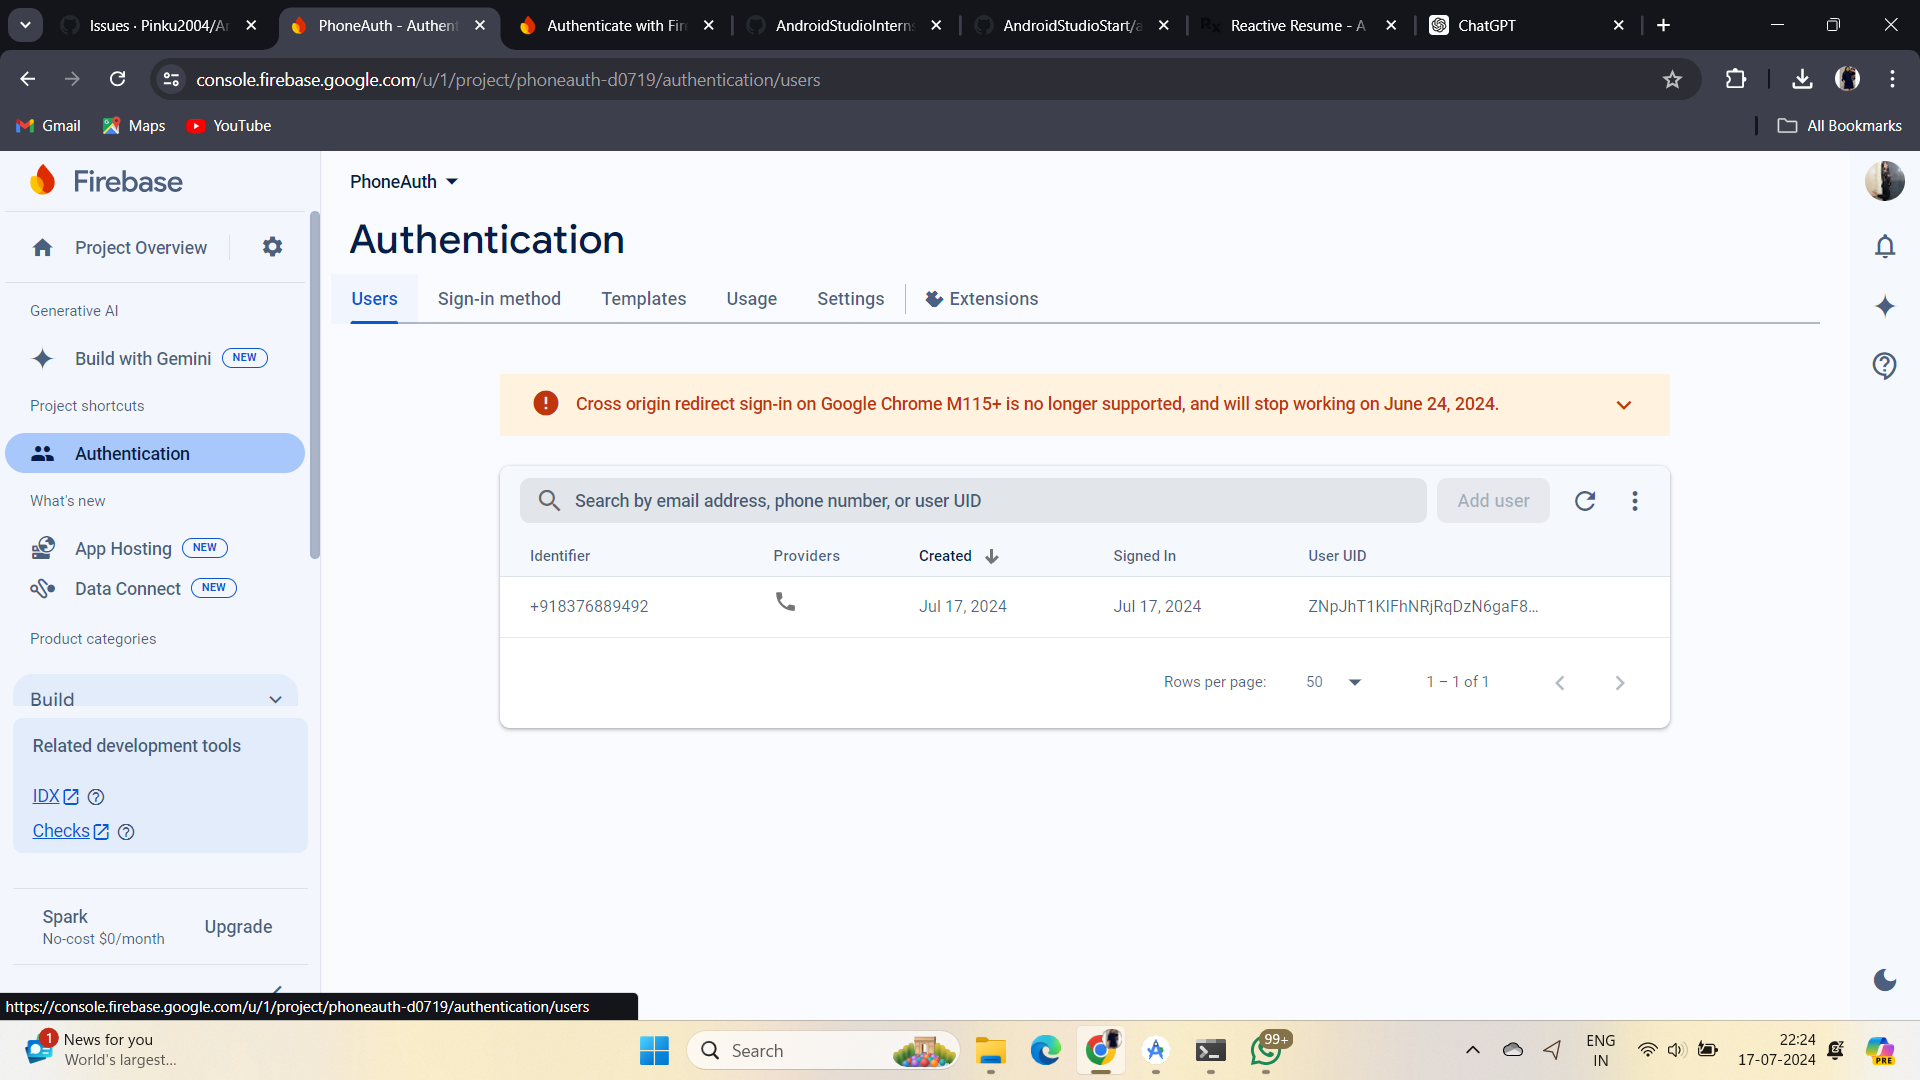 Issues · Pinku2004/Ar
PhoneAuth - Authent
Authenticate with Fir
AndroidStudioIntern
AndroidStudioStart/a
Rx Reactive Resume - A
ChatGPT
console.firebase.google.com/u/1/project/phoneauth-d0719/authentication/users
Gmail
Maps
YouTube
All Bookmarks
Firebase
Project Overview
Generative AI
Build with Gemini NEW
Project shortcuts
Authentication
What's new
App Hosting NEW
Data Connect NEW
Product categories
Build
Related development tools
IDX
Checks
Spark
No-cost $0/month
Upgrade
PhoneAuth
Authentication
Users Sign-in method Templates Usage Settings Extensions
Cross origin redirect sign-in on Google Chrome M115+ is no longer supported, and will stop working on June 24, 2024.
Search by email address, phone number, or user UID
Add user
Identifier Providers Created Signed In User UID
+918376889492 Jul 17, 2024 Jul 17, 2024 ZNpJhT1KIFhNRjRqDzN6gaF8...
Rows per page: 50 1 – 1 of 1
https://console.firebase.google.com/u/1/project/phoneauth-d0719/authentication/users
1
News for you
World's largest...
Search
99+
ENG
IN
22:24
17-07-2024
PRE